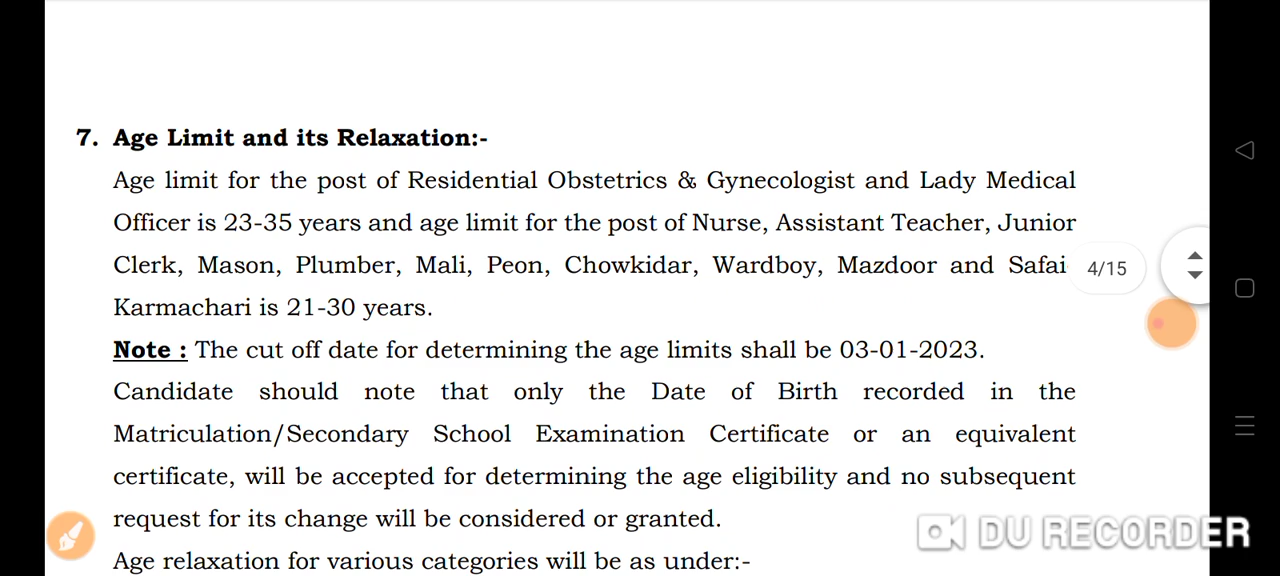 7. Age Limit and its Relaxation:-
Age limit for the post of Residential Obstetrics & Gynecologist and Lady Medical
Officer is 23-35 years and age limit for the post of Nurse, Assistant Teacher, Junior
Clerk, Mason, Plumber, Mali, Peon, Chowkidar, Wardboy, Mazdoor and Safai
4/15
Karmachari is 21-30 years.
Note : The cut off date for determining the age limits shall be 03-01-2023.
Candidate should note that only the Date of Birth recorded in the
Matriculation/Secondary School Examination Certificate or an equivalent
certificate, will be accepted for determining the age eligibility and no subsequent
request for its change will be considered or granted.
DU RECORDER
Age relaxation for various categories will be as under:-